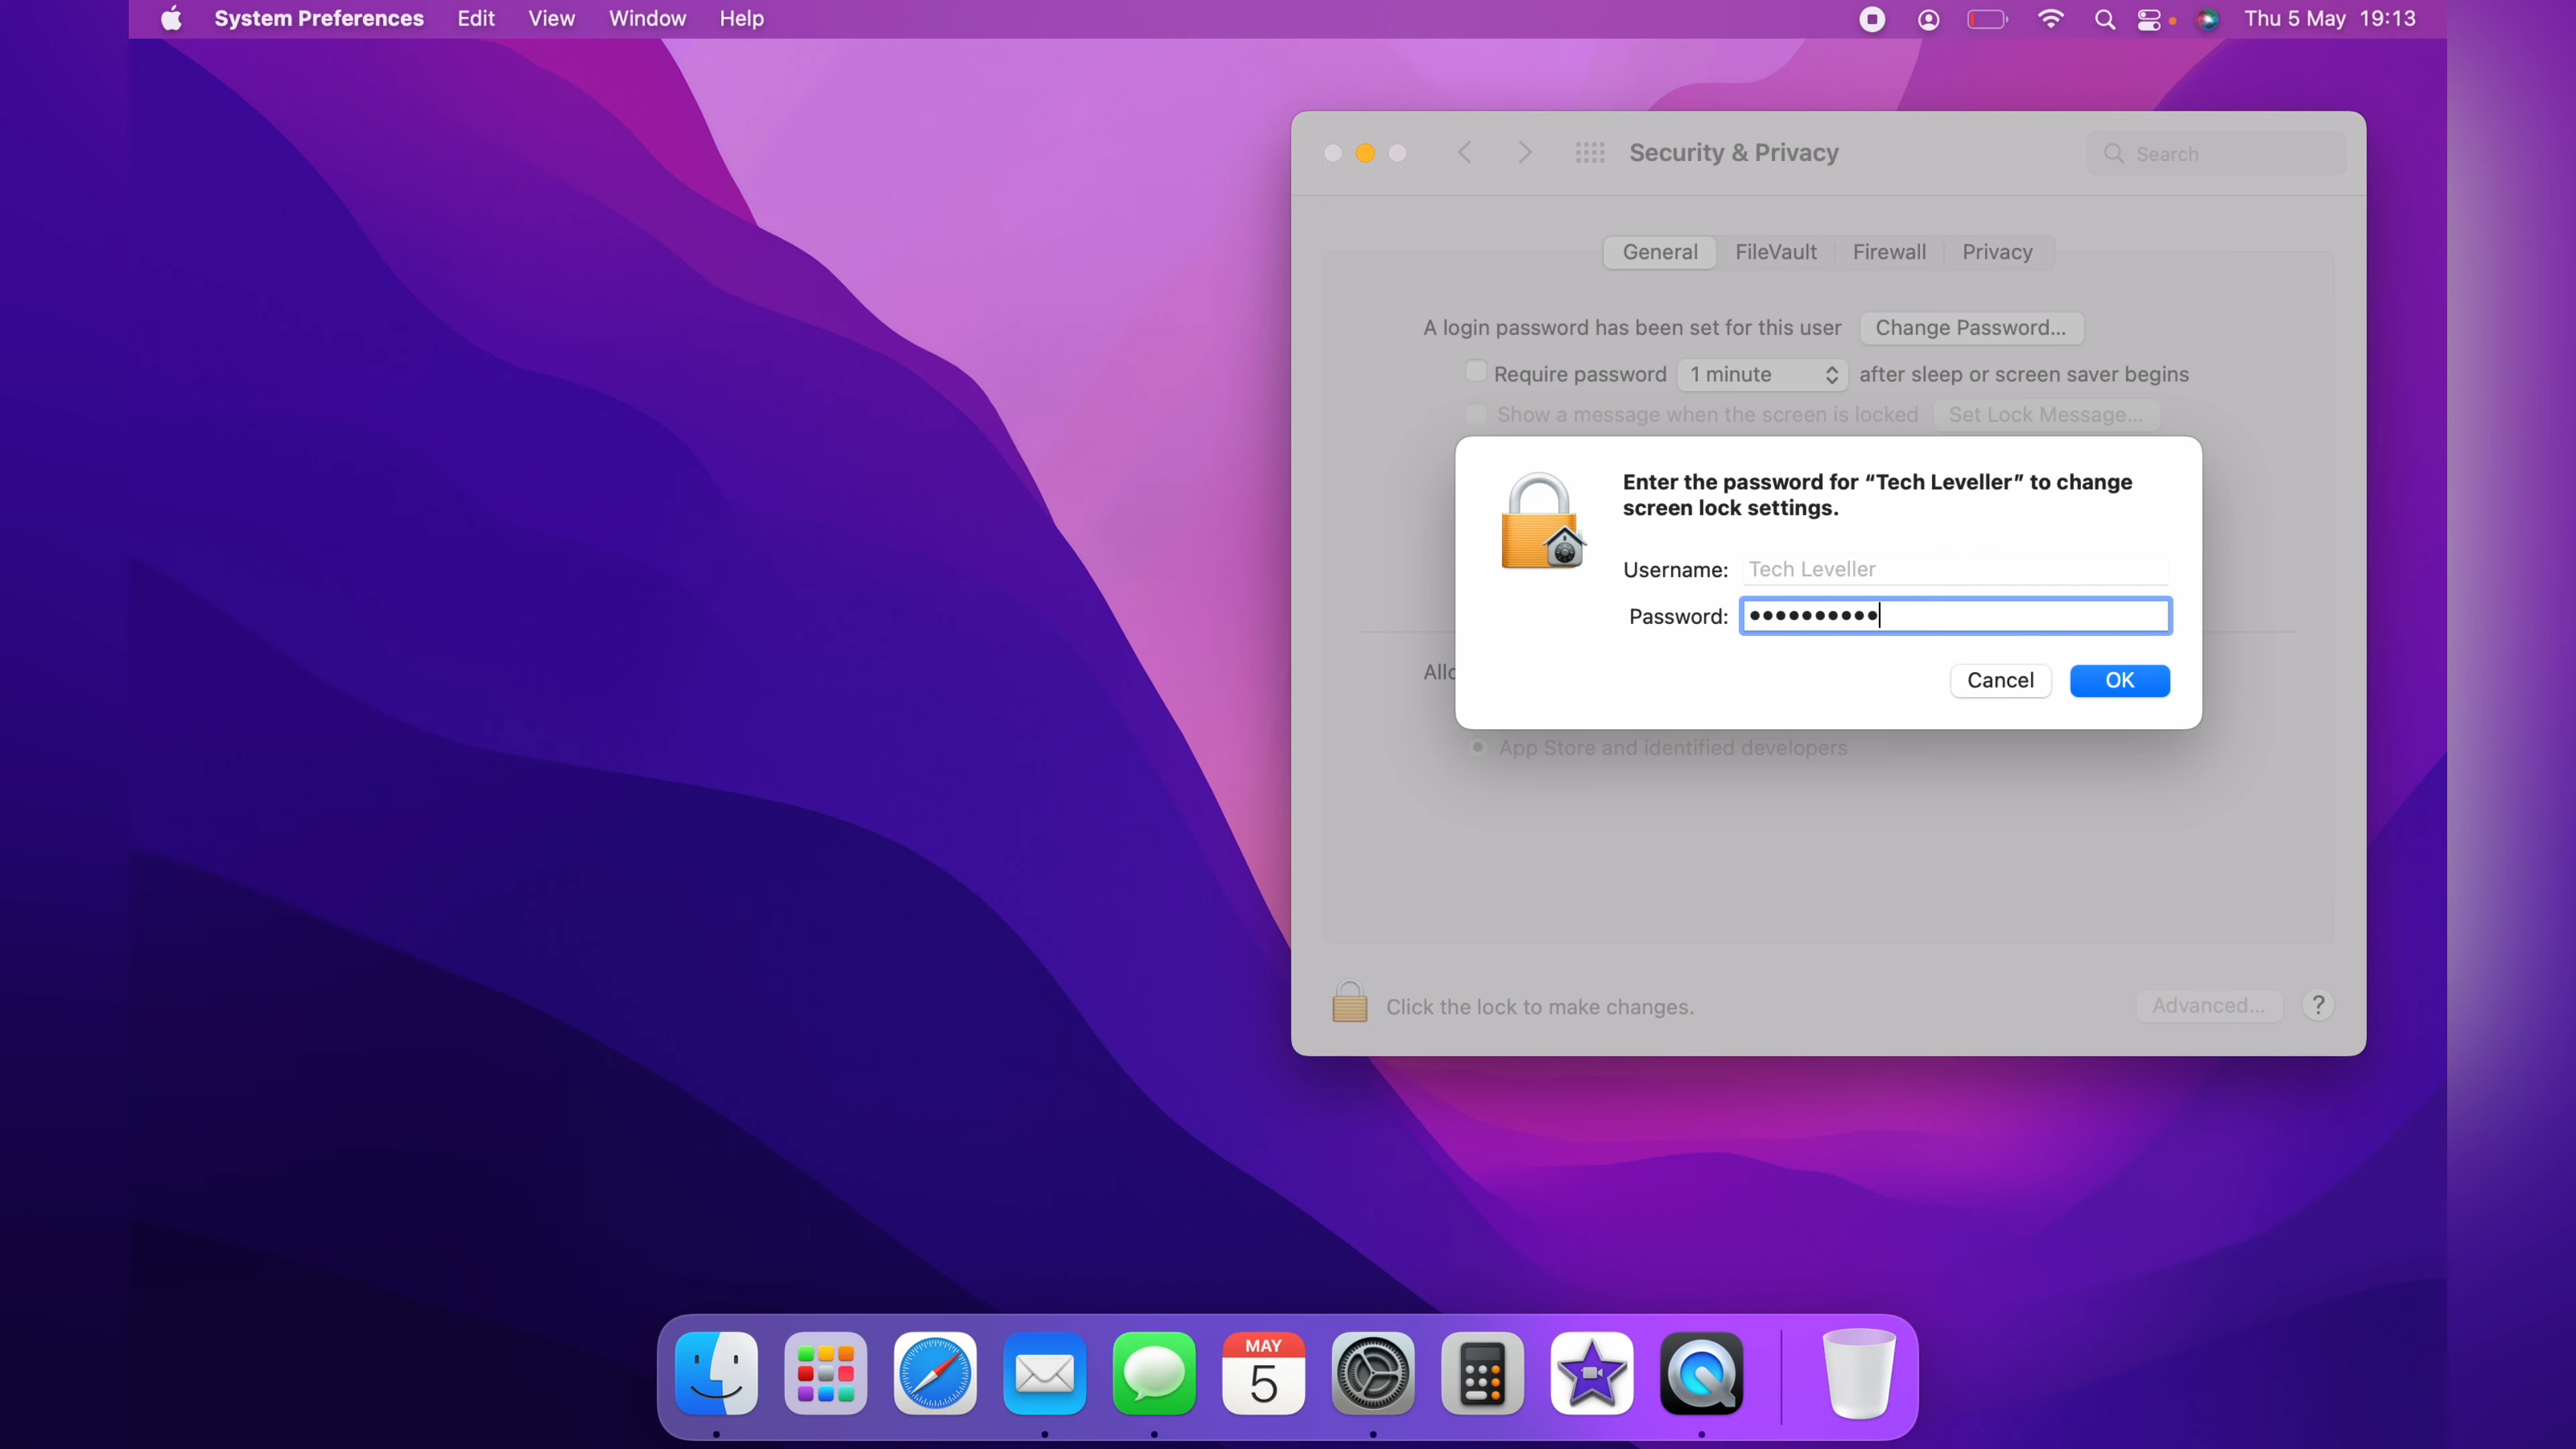 System Preferences Edit View Window Help Thu 5 May 19:13
Security & Privacy Search
General FileVault Firewall Privacy
A login password has been set for this user Change Password...
Require password 1 minute after sleep or screen saver begins
Show a message when the screen is locked Set Lock Message...
Enter the password for “Tech Leveller” to change
screen lock settings.
Username: Tech Leveller
Password: ••••••••••
Allo
Cancel OK
App Store and identified developers
Click the lock to make changes. Advanced... ?
MAY
5